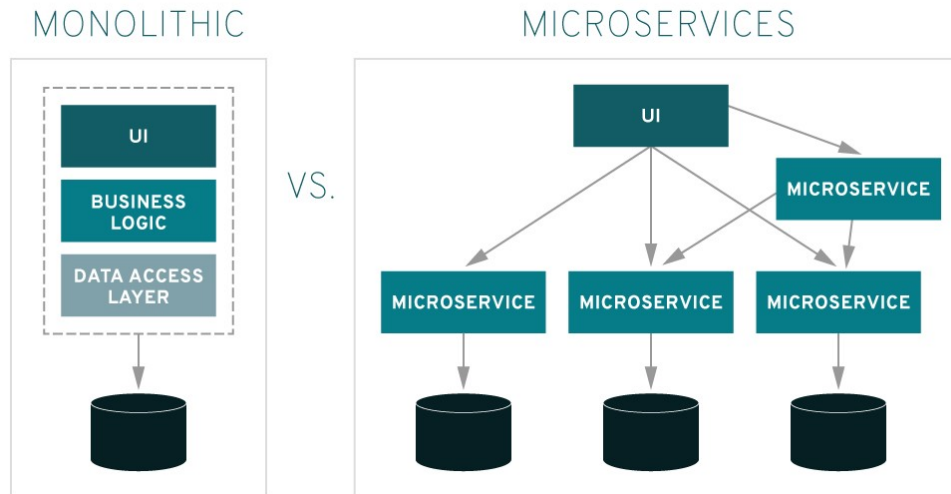 MONOLITHIC
UI
BUSINESS
LOGIC
DATA ACCESS
LAYER
VS.
MICROSERVICES
UI
MICROSERVICE
MICROSERVICE
MICROSERVICE
MICROSERVICE